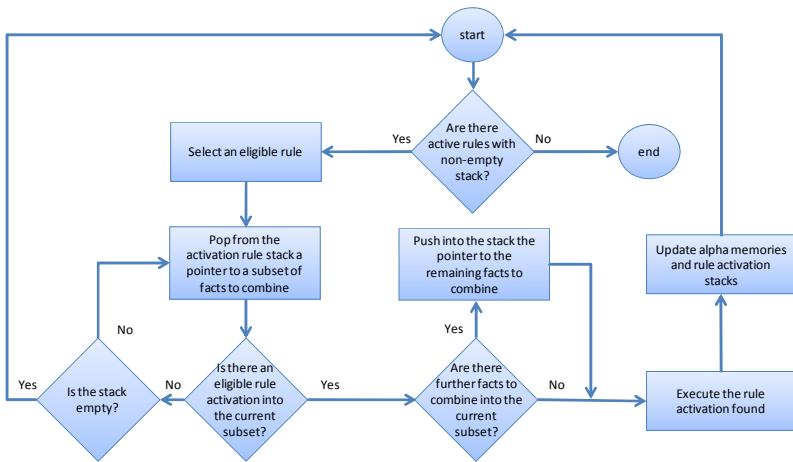 start
Are there
active rules with
non-empty
stack?
Yes
No
Select an eligible rule
end
Pop from the
activation rule stack a
pointer to a subset of
facts to combine
Push into the stack the
pointer to the
remaining facts to
combine
Update alpha memories
and rule activation
stacks
No
Yes
Yes
Is the stack
empty?
No
Is there an
eligible rule
activation into
the current
subset?
Yes
Are there
further facts to
combine into the
current
subset?
No
Execute the rule
activation found